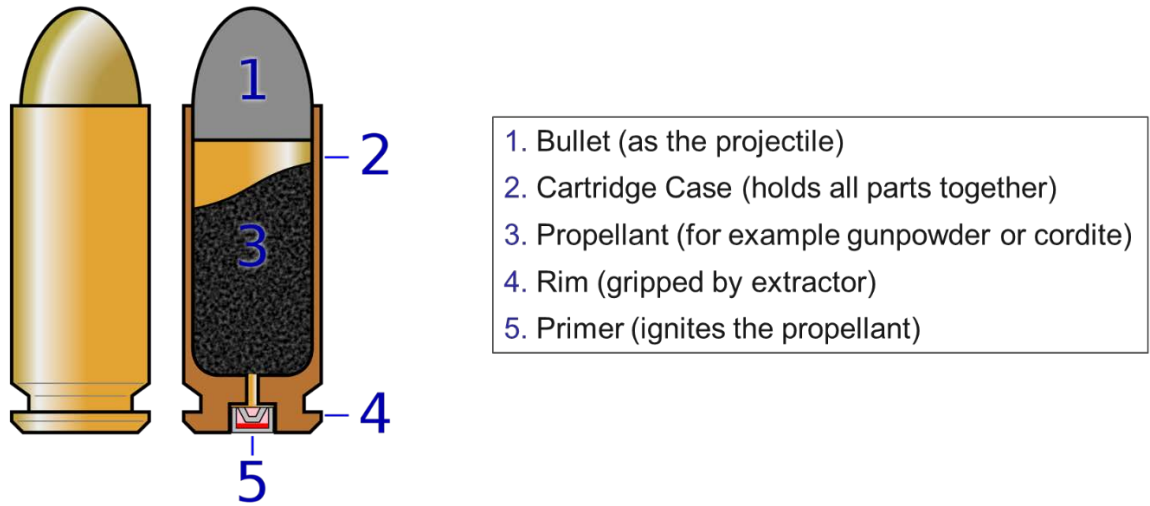 1
2
3
4
5
1. Bullet (as the projectile)
2. Cartridge Case (holds all parts together)
3. Propellant (for example gunpowder or cordite)
4. Rim (gripped by extractor)
5. Primer (ignites the propellant)